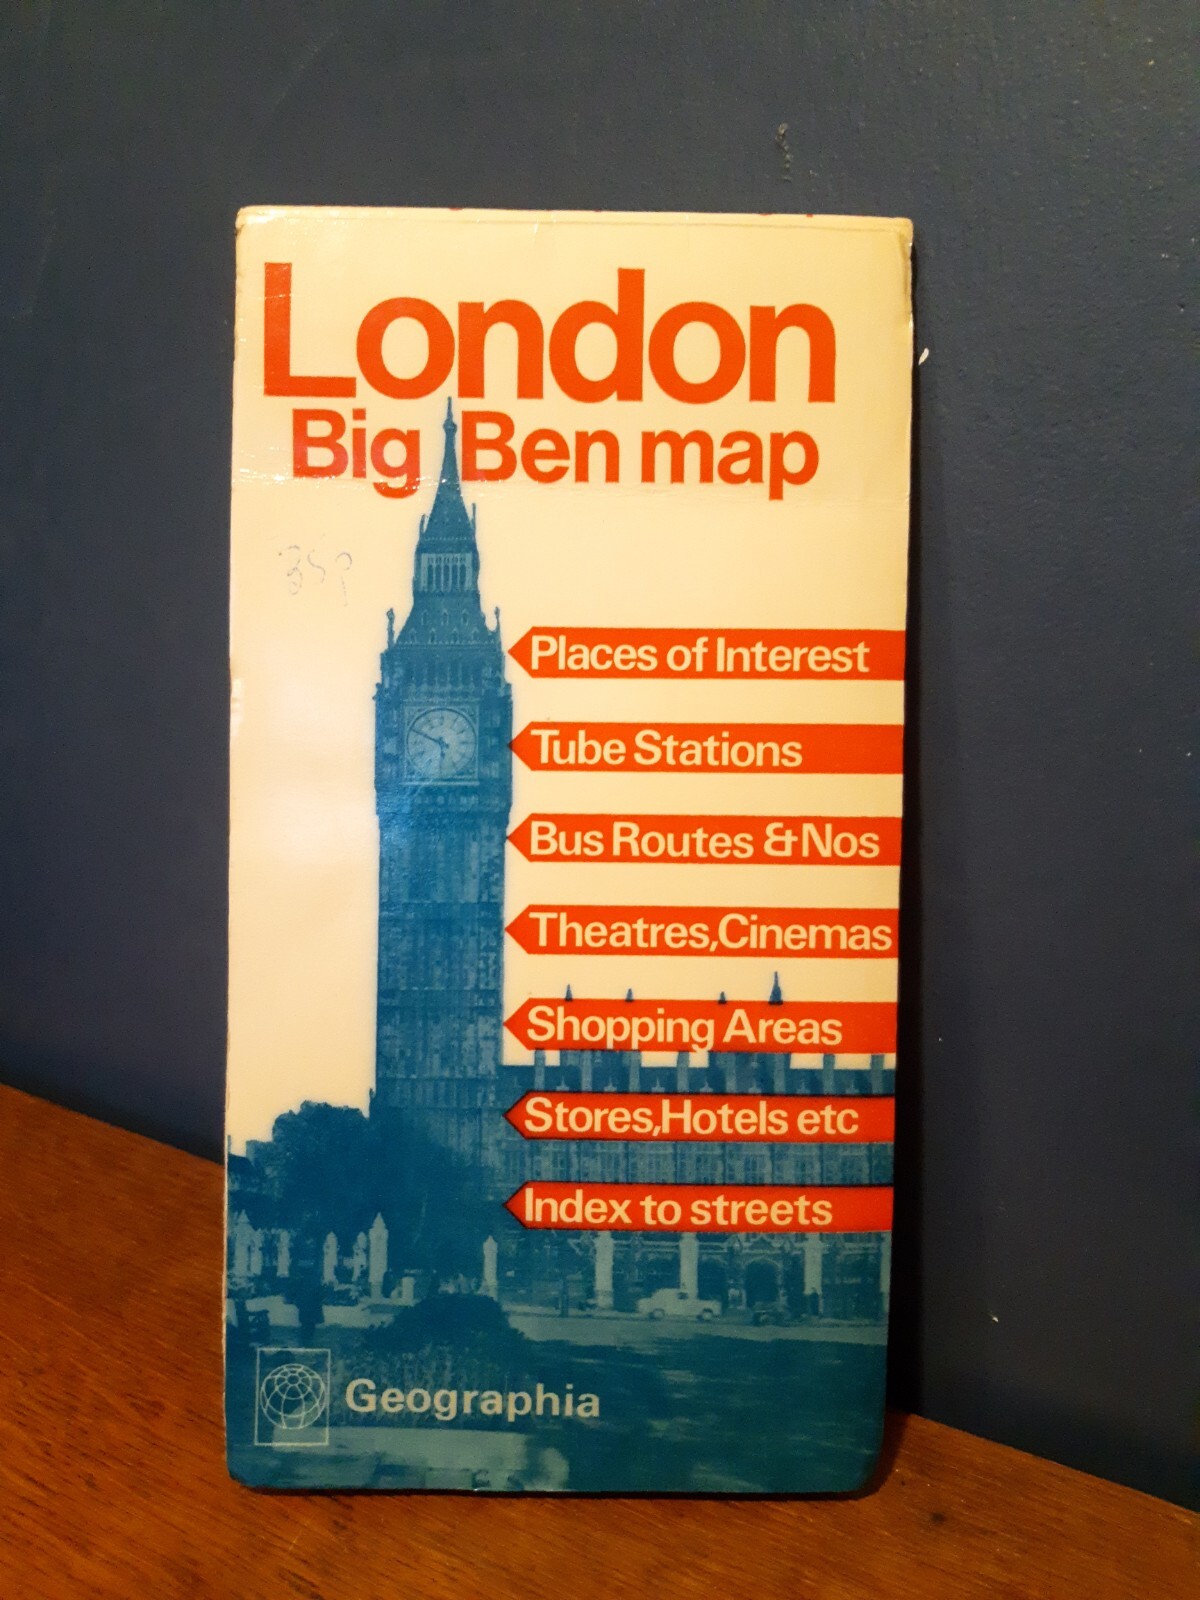 London
Big Ben map
35p
Places of Interest
Tube Stations
Bus Routes & Nos
Theatres,Cinemas
Shopping Areas
Stores,Hotels etc
Index to streets
Geographia